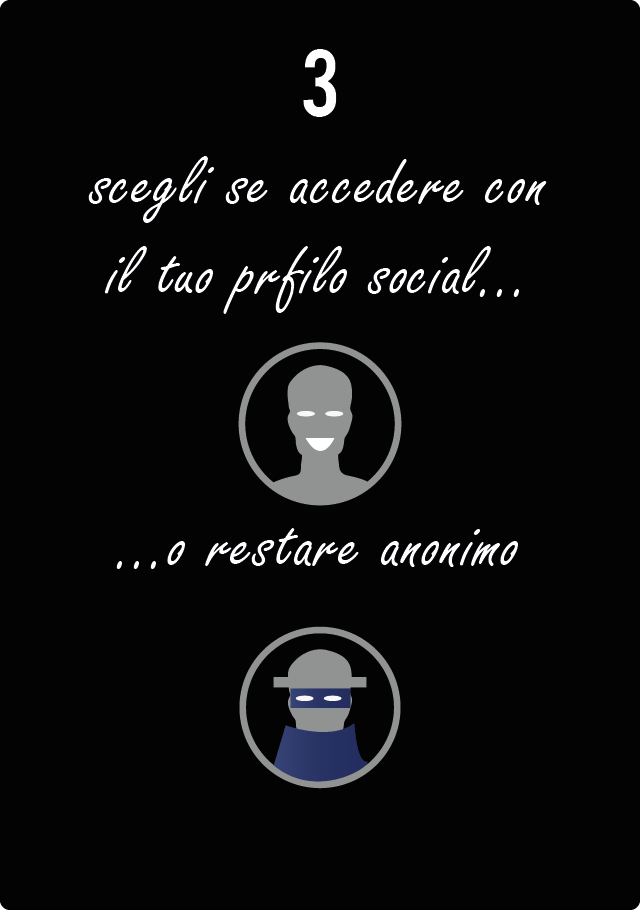 3
scegli se accedere con
il tuo prfilo social...
...o restare anonimo